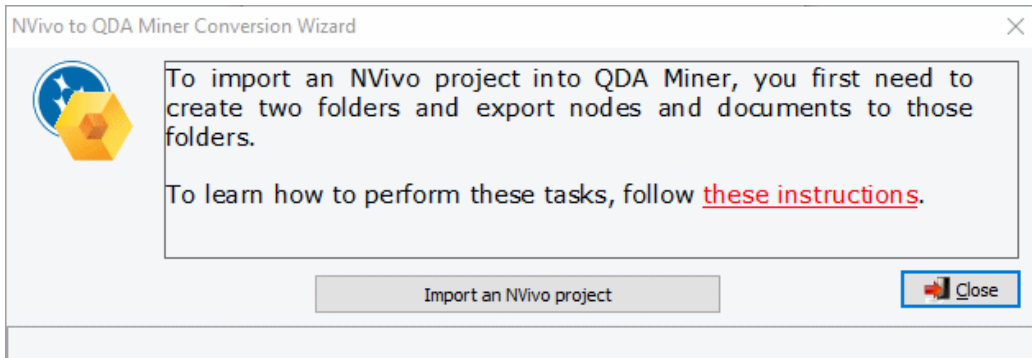 NVivo to QDA Miner Conversion Wizard
To import an NVivo project into QDA Miner, you first need to
create two folders and export nodes and documents to those
folders.
To learn how to perform these tasks, follow these instructions.
Import an NVivo project
Close